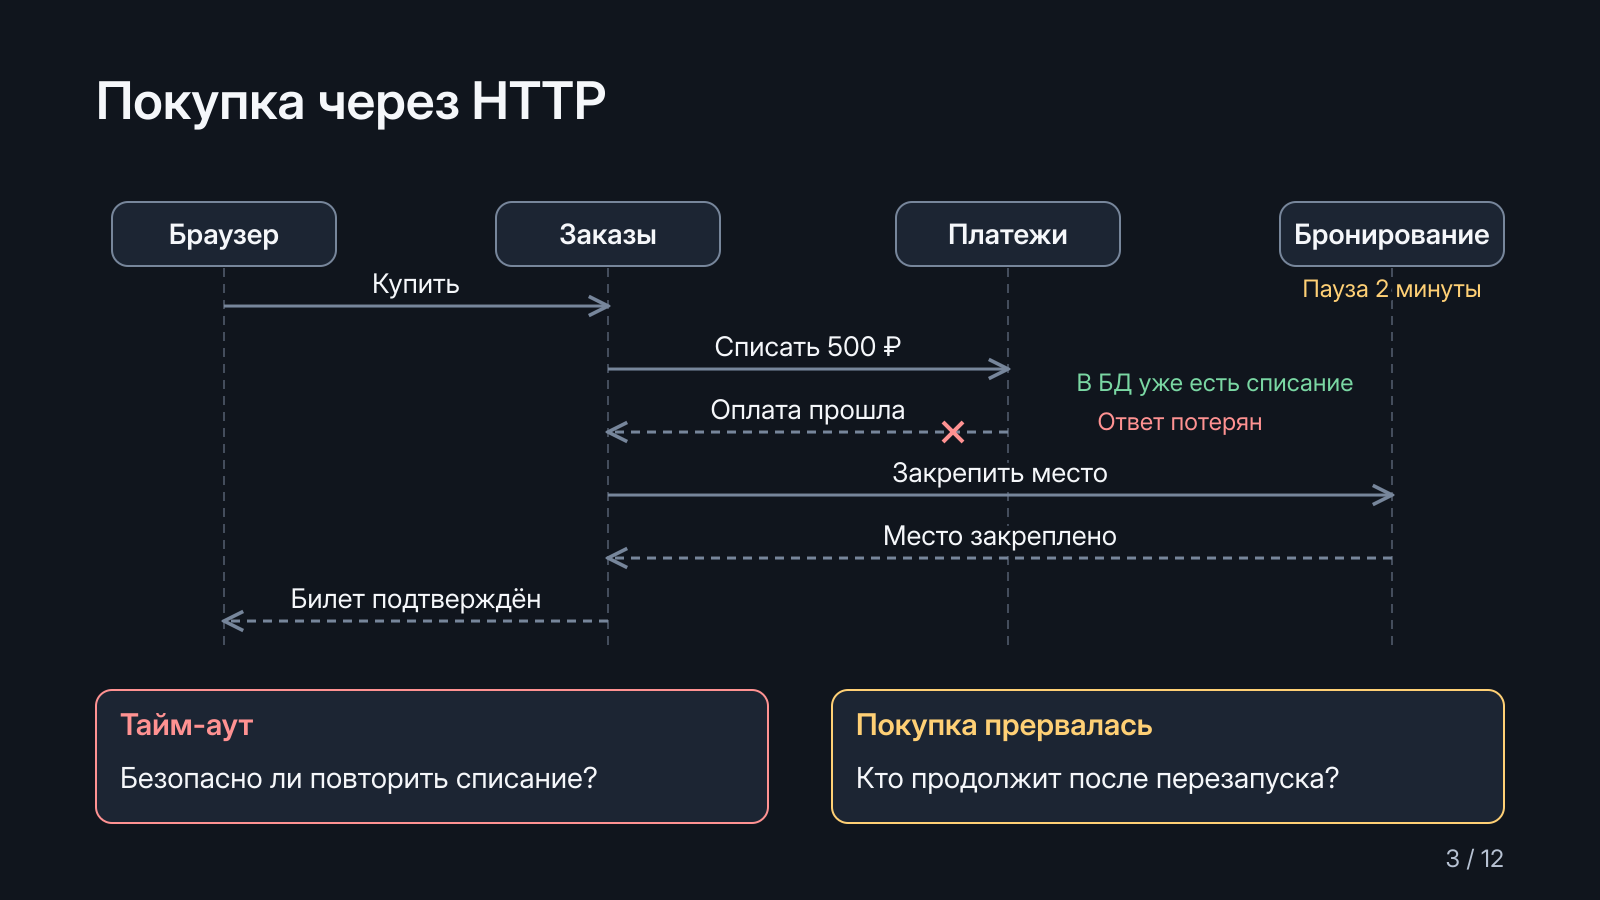 Покупка через HTTP
Браузер
Заказы
Платежи
Бронирование
Купить
Пауза 2 минуты
Списать 500 ₽
В БД уже есть списание
Оплата прошла
Ответ потерян
Закрепить место
Место закреплено
Билет подтверждён
Тайм-аут
Безопасно ли повторить списание?
Покупка прервалась
Кто продолжит после перезапуска?
3 / 12